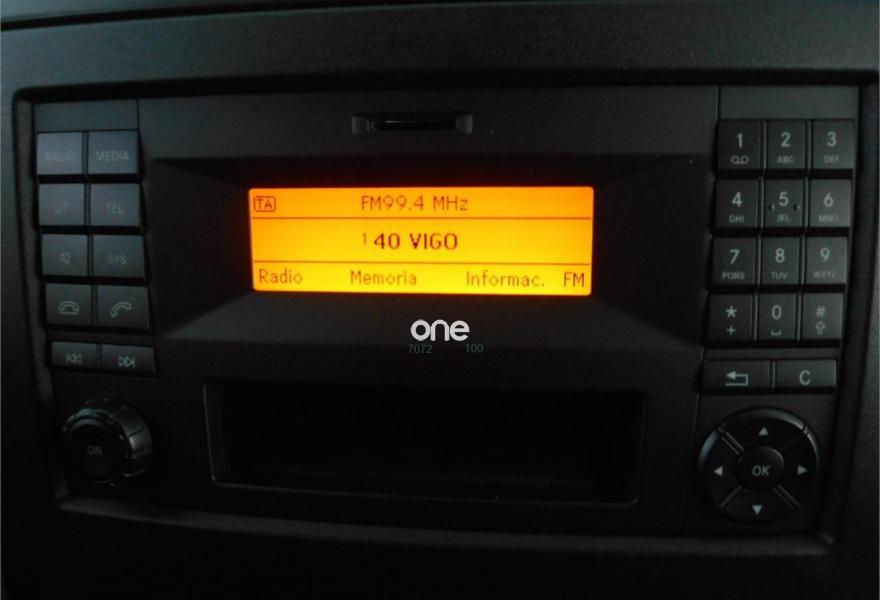 RADIO MEDIA
TEL
SYS
ON
TA FM99.4 MHz
1 40 VIGO
Radio Memoria Informac. FM
one
7072 100
1 2 ABC 3 DEF
4 GHI 5 JKL 6 MNO
7 PQRS 8 TUV 9 WXYZ
* + 0 #
C
OK